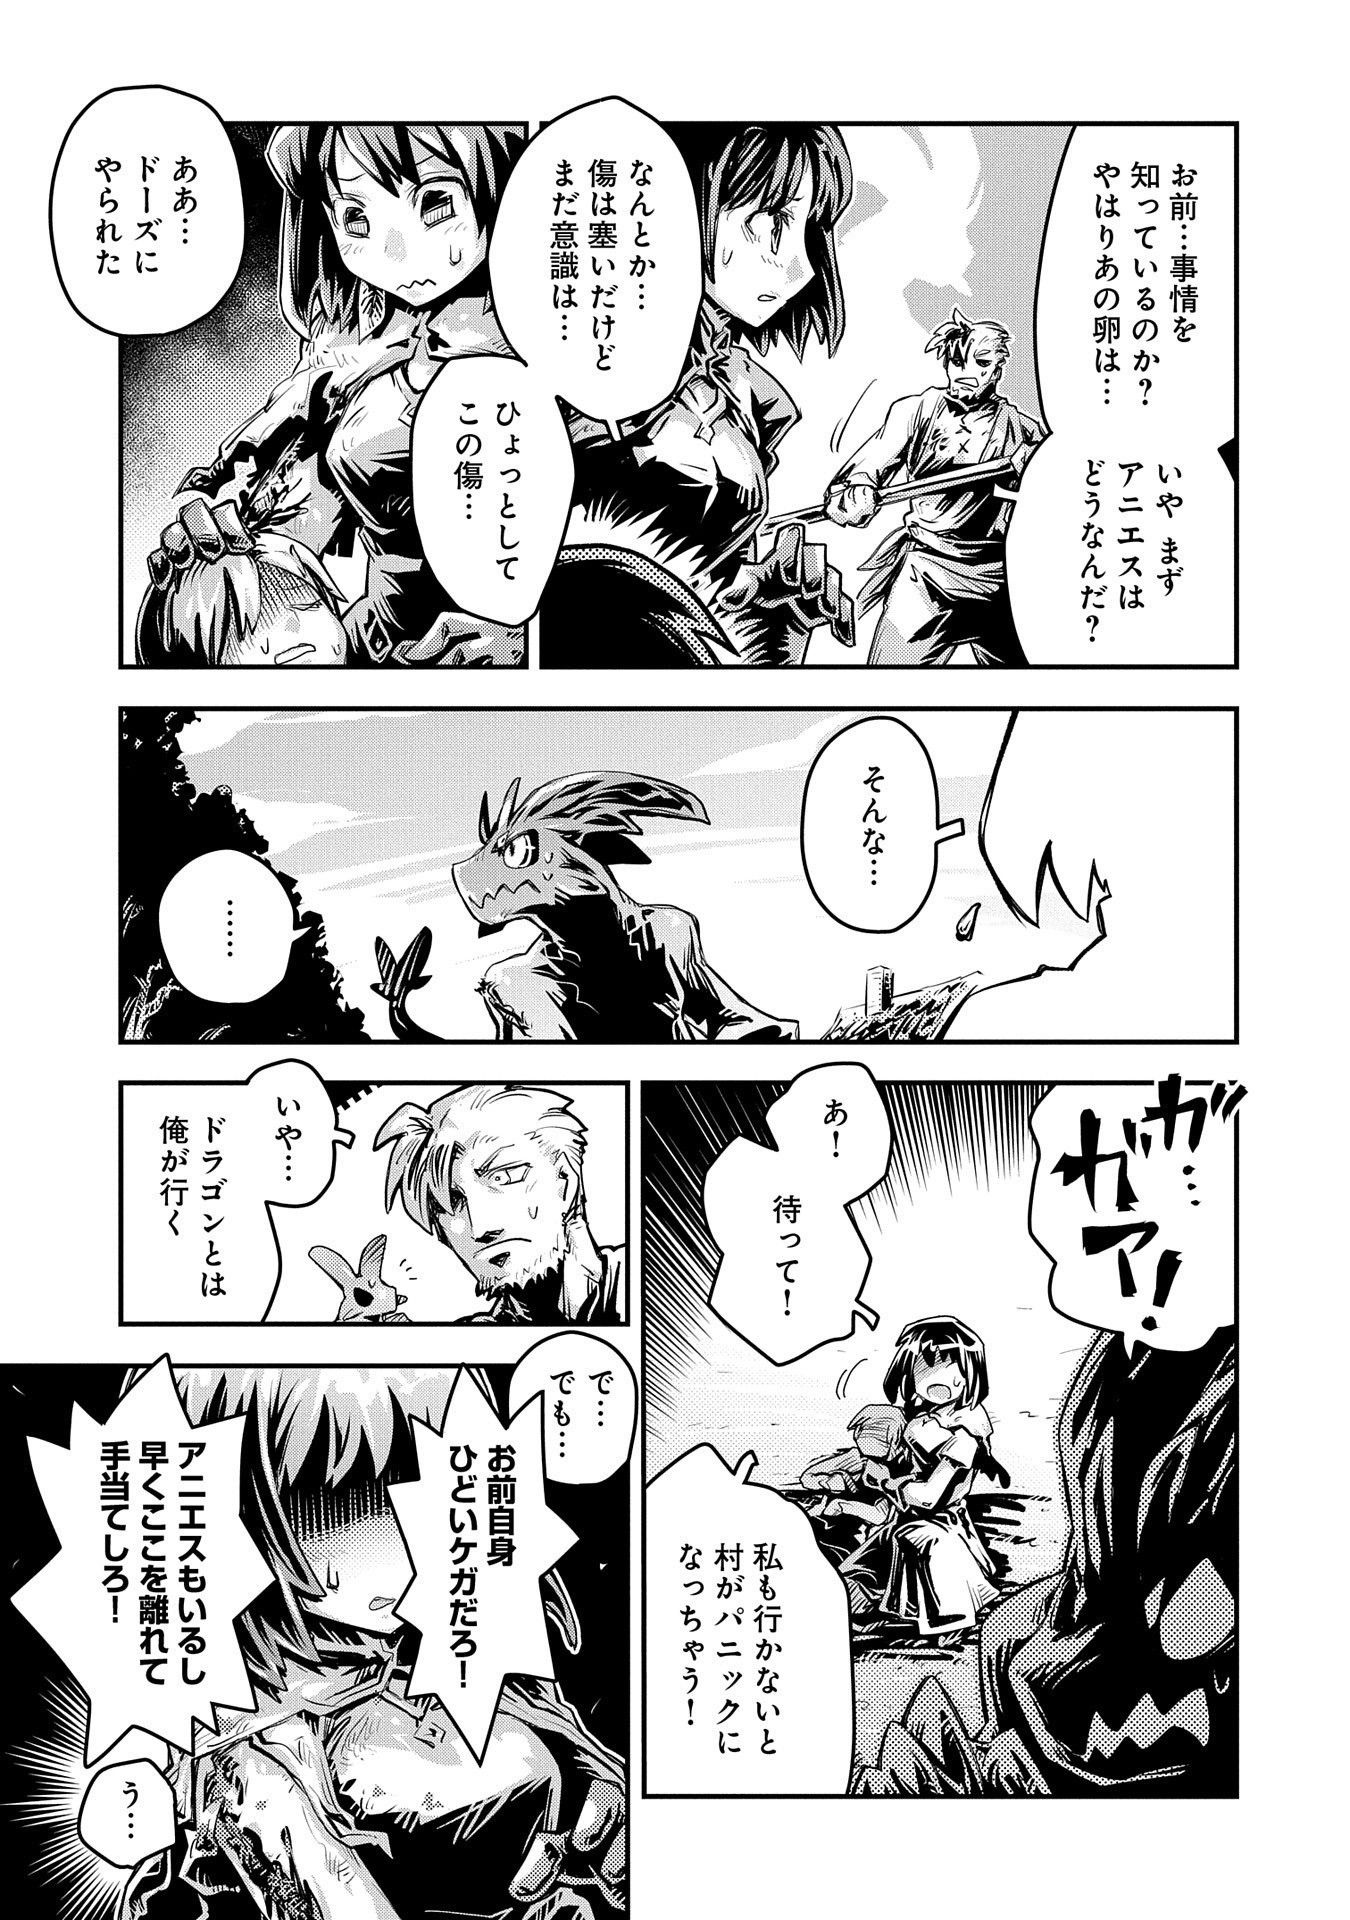 お前…事情を
知っているのか?
やはりあの卵は…
いや まず
アニエスは
どうなんだ?
なんとか…
傷は塞いだけど
まだ意識は…
ひょっとして
この傷…
ああ…
ドーズに
やられた
そんな…
……
ガ…
ガァ!
あ!
待って!
私も行かないと
村がパニックに
なっちゃう!
いや…
ドラゴンとは
俺が行く
で…
でも…
お前自身
ひどいケガだろ!
アニエスもいるし
早くここを離れて
手当てしろ!
う…